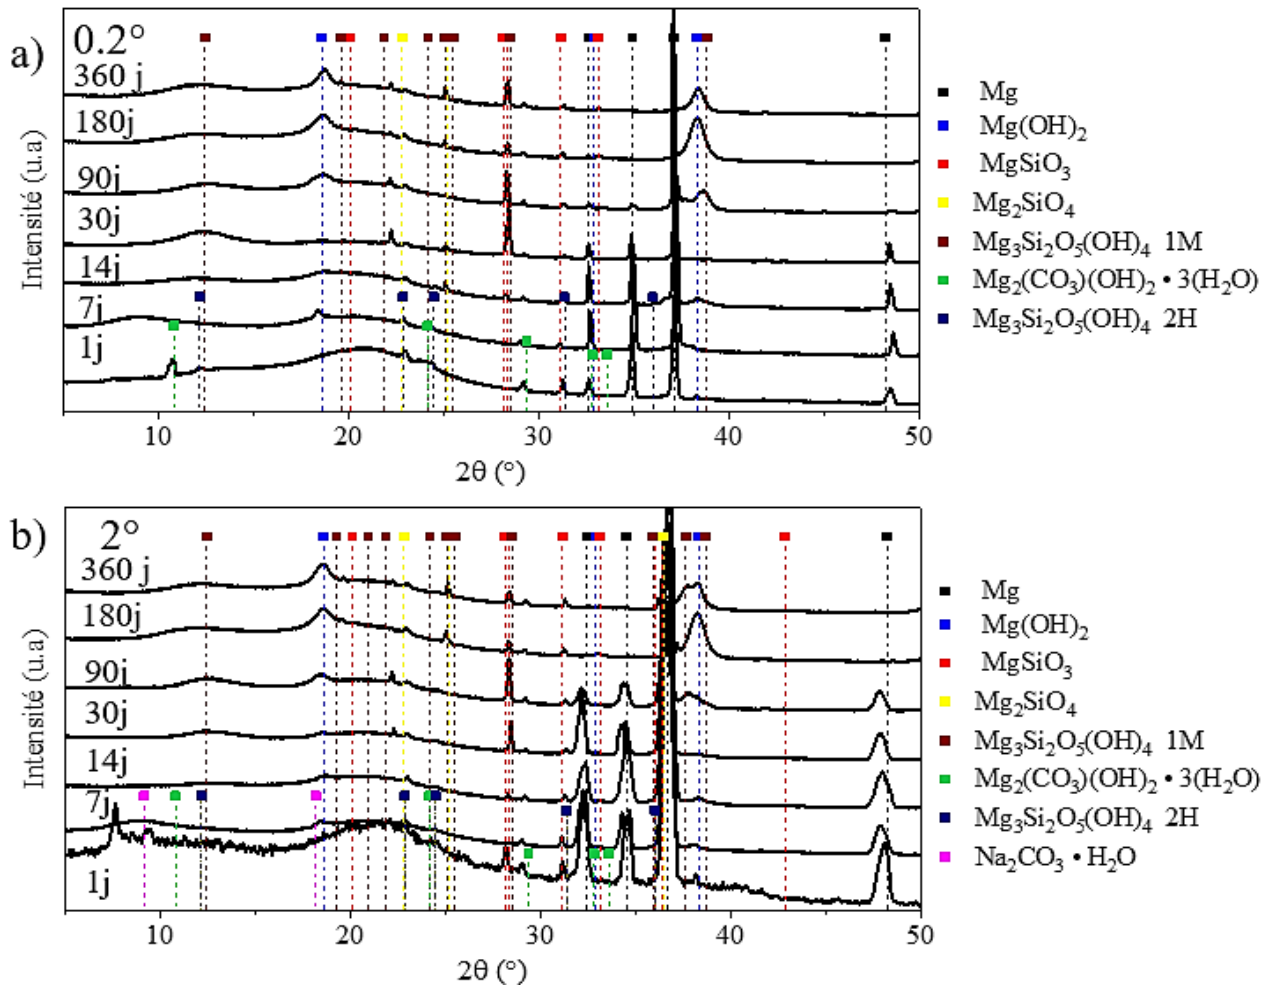 a)
0.2°
360 j
180j
90j
30j
14j
7j
1j
Intensité (u.a)
10 20 30 40 50
2θ (°)
Mg
Mg(OH)₂
MgSiO₃
Mg₂SiO₄
Mg₃Si₂O₅(OH)₄ 1M
Mg₂(CO₃)(OH)₂ • 3(H₂O)
Mg₃Si₂O₅(OH)₄ 2H
b)
2°
360 j
180j
90j
30j
14j
7j
1j
Intensité (u.a)
10 20 30 40 50
2θ (°)
Mg
Mg(OH)₂
MgSiO₃
Mg₂SiO₄
Mg₃Si₂O₅(OH)₄ 1M
Mg₂(CO₃)(OH)₂ • 3(H₂O)
Mg₃Si₂O₅(OH)₄ 2H
Na₂CO₃ • H₂O